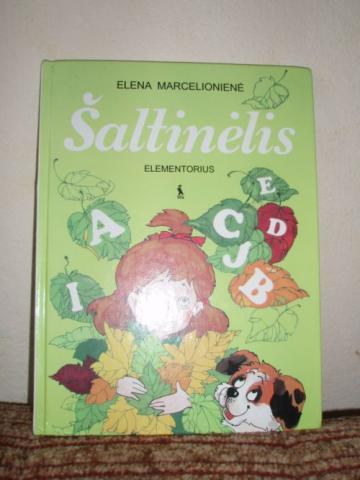 ELENA MARCELIONIENĖ
Šaltinėlis
ELEMENTORIUS
E
A
C
D
J
I
B